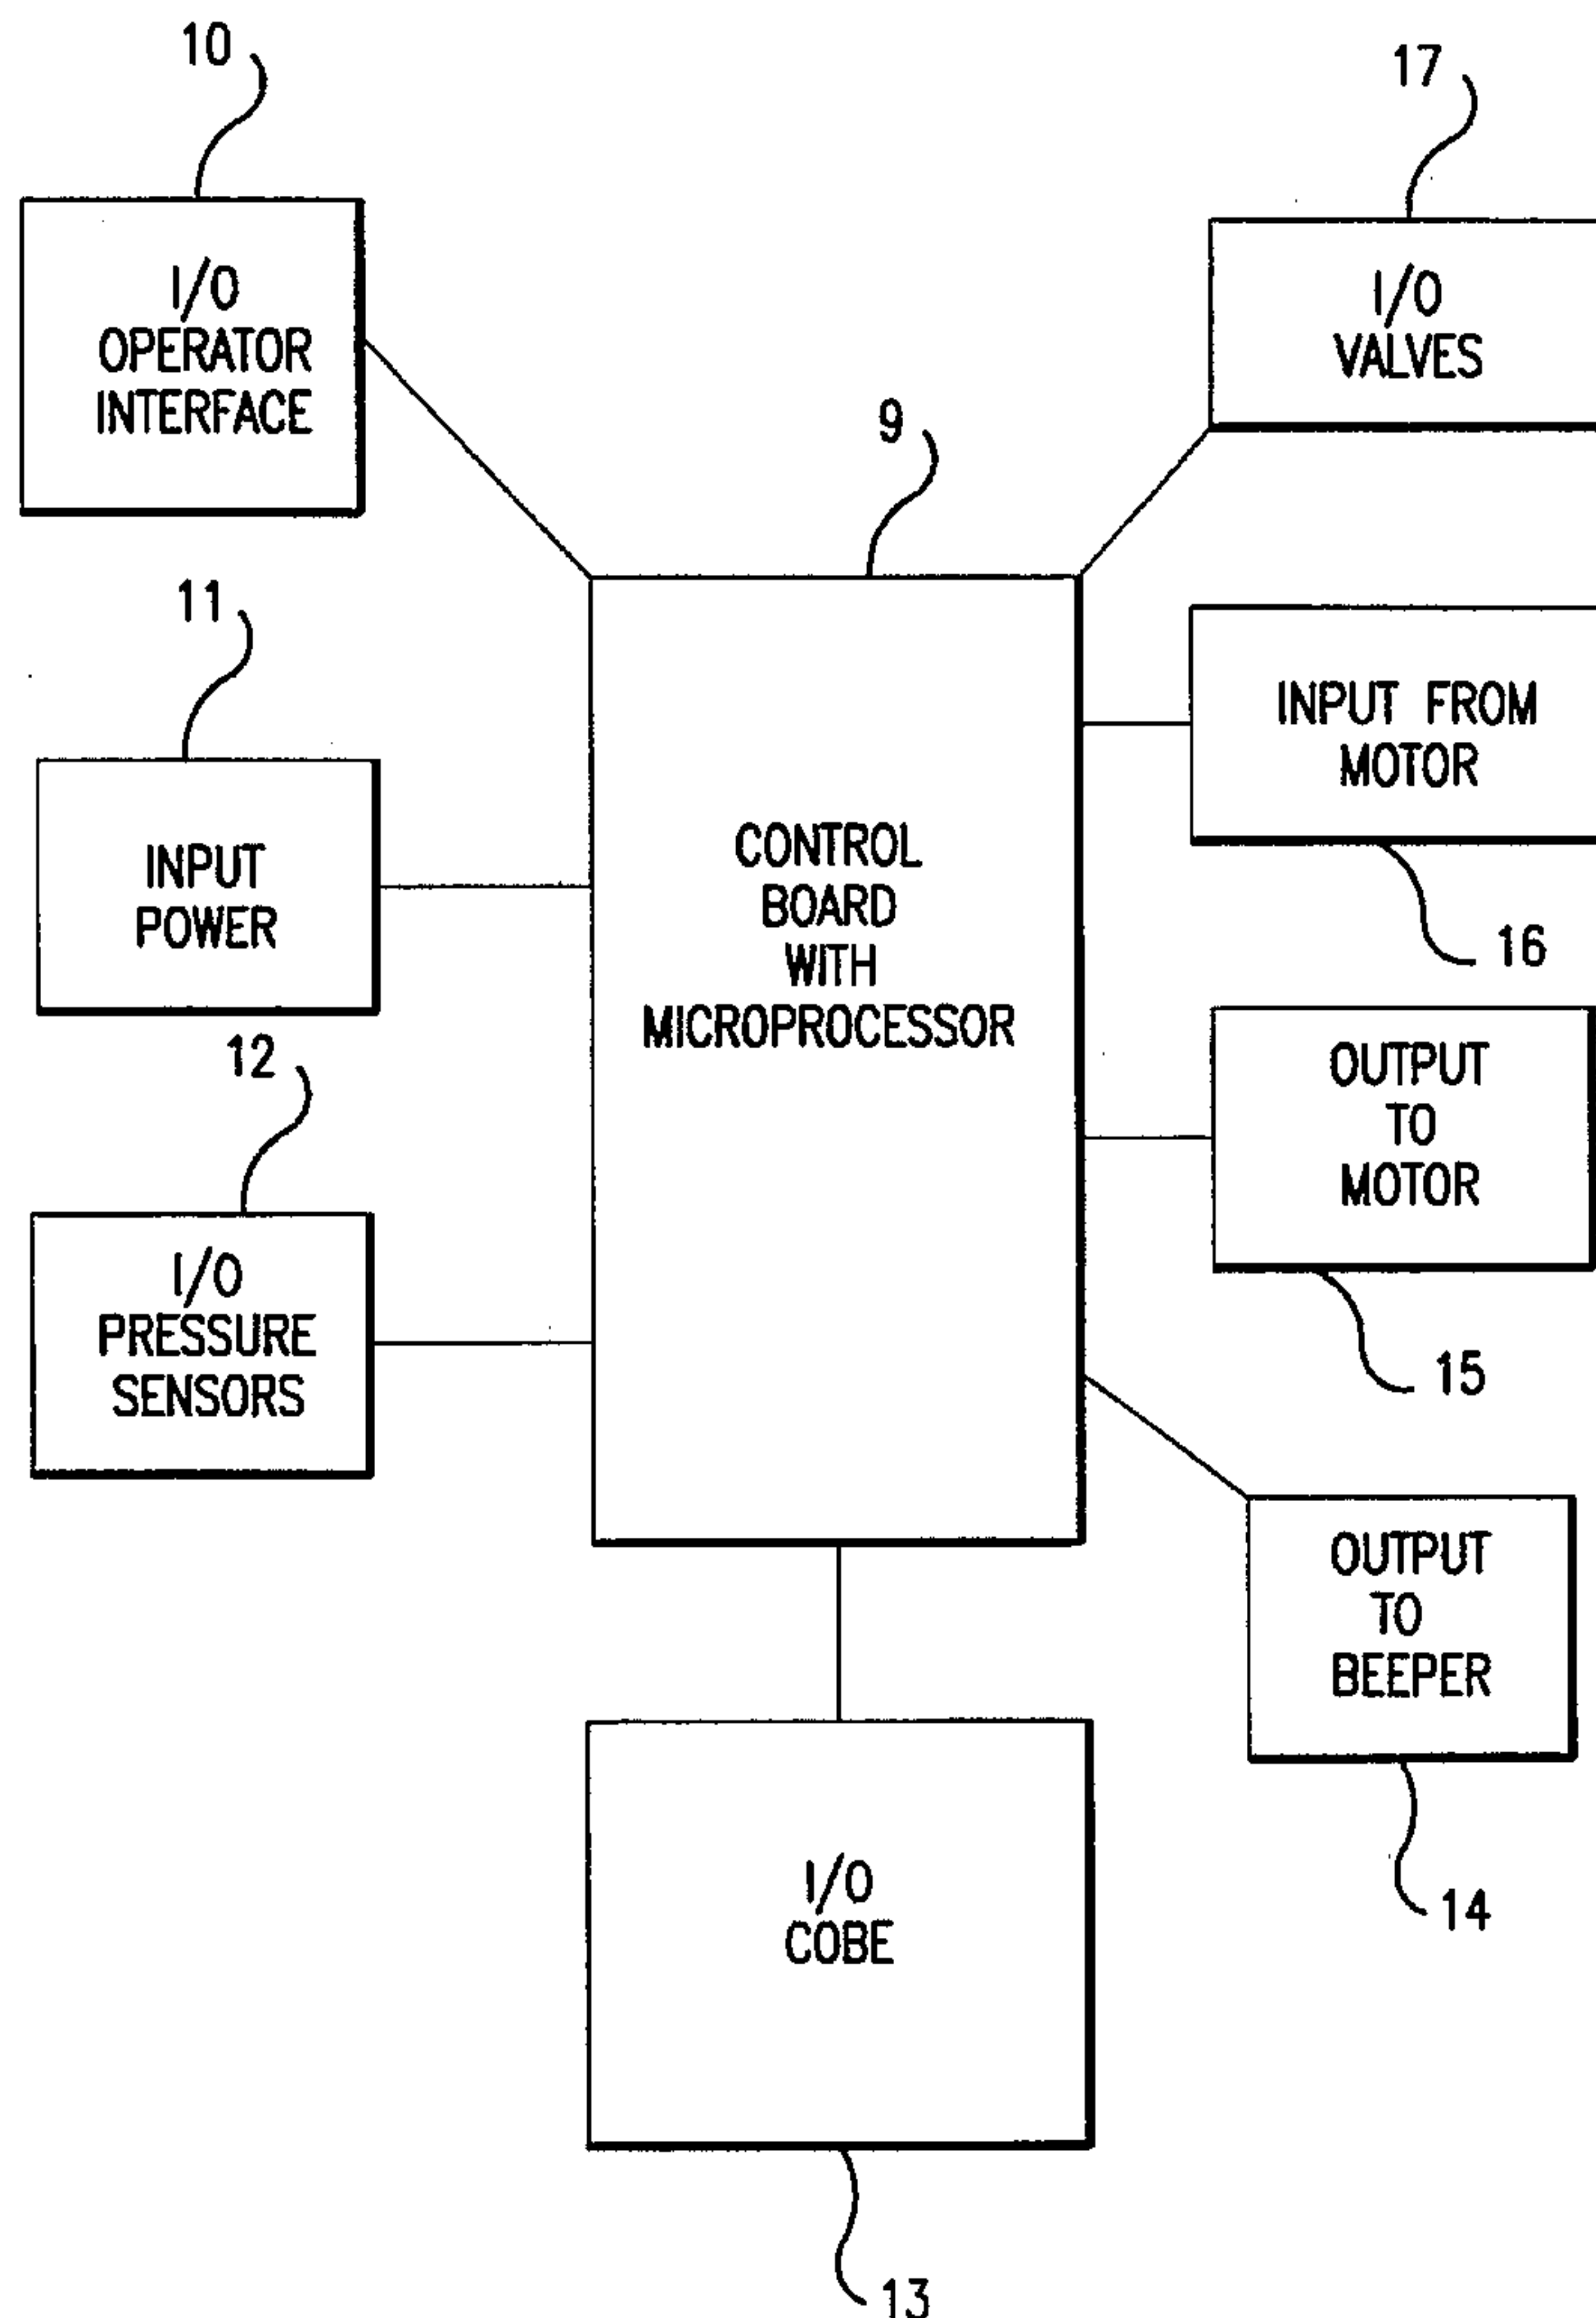 10
I/O
OPERATOR
INTERFACE
17
I/O
VALVES
9
CONTROL
BOARD
WITH
MICROPROCESSOR
11
INPUT
POWER
INPUT FROM
MOTOR
16
12
I/O
PRESSURE
SENSORS
OUTPUT
TO
MOTOR
15
OUTPUT
TO
BEEPER
14
I/O
COBE
13